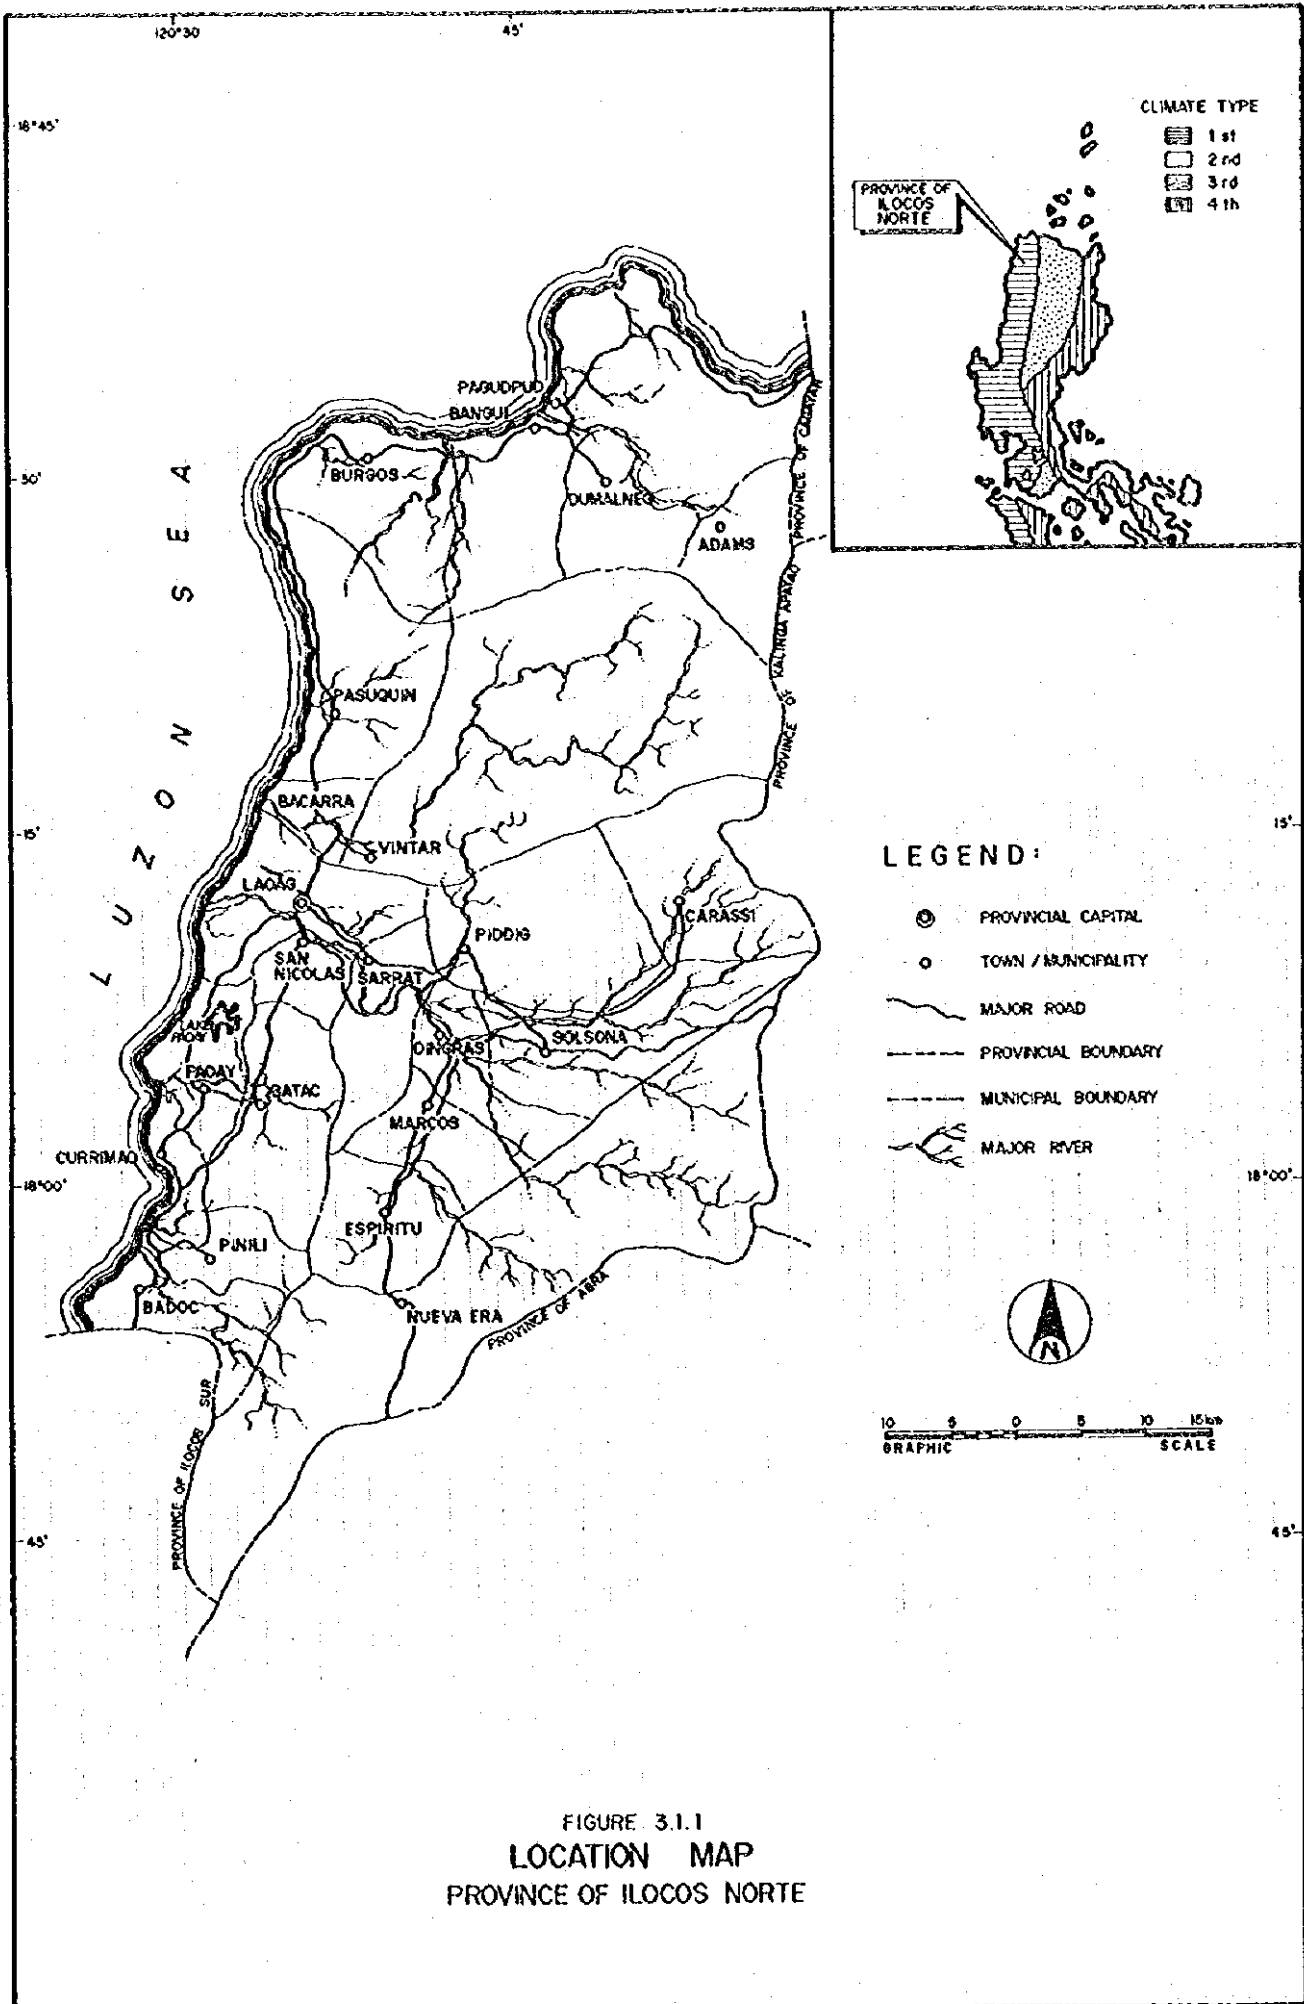 120°30'
45'
18°45'
CLIMATE TYPE
1 st
2 nd
3 rd
4 th
PROVINCE OF
ILOCOS
NORTE
PAGUDPUD
BANGUI
BURGOS
DUMALNEG
ADAMS
PROVINCE OF CAGAYAN
PROVINCE OF KALINGA APAYAO
30'
LUZON SEA
PASUQUIN
BACARRA
VINTAR
15'
15'
LAOAG
CARASSI
PIDDIG
SAN
NICOLAS
SARRAT
LAKE
PAOAY
DINGRAS
SOLSONA
PAOAY
BATAC
MARCOS
CURRIMAO
18°00'
18°00'
ESPIRITU
PINILI
BADOC
NUEVA ERA
PROVINCE OF ABRA
PROVINCE OF ILOCOS SUR
45'
45'
LEGEND:
PROVINCIAL CAPITAL
TOWN / MUNICIPALITY
MAJOR ROAD
PROVINCIAL BOUNDARY
MUNICIPAL BOUNDARY
MAJOR RIVER
N
10 5 0 5 10 15 km
GRAPHIC SCALE
FIGURE 3.1.1
LOCATION MAP
PROVINCE OF ILOCOS NORTE